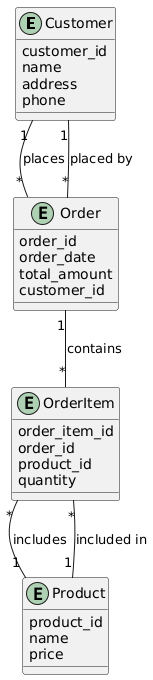 E Customer
customer_id
name
address
phone
1 1
places placed by
* *
E Order
order_id
order_date
total_amount
customer_id
1
contains
*
E OrderItem
order_item_id
order_id
product_id
quantity
* *
includes included in
1 1
E Product
product_id
name
price